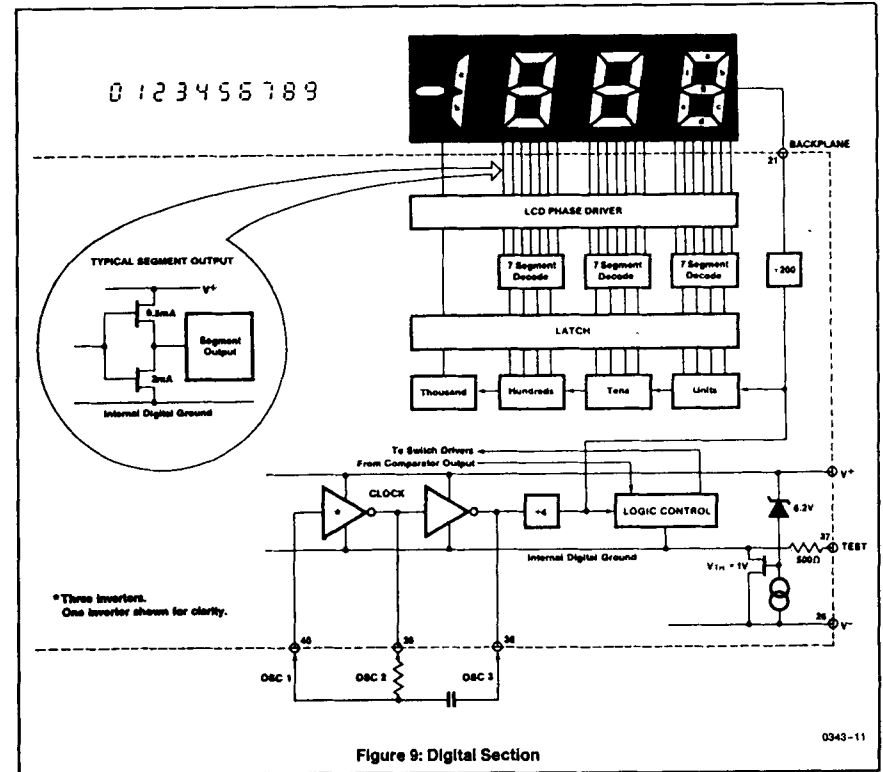 0 1 2 3 4 5 6 7 8 9
a
b
a
b
c
d
e
f
g
BACKPLANE
21
LCD PHASE DRIVER
TYPICAL SEGMENT OUTPUT
V+
0.5mA
Segment
Output
2mA
Internal Digital Ground
7 Segment
Decode
7 Segment
Decode
7 Segment
Decode
÷200
LATCH
Thousand
Hundreds
Tens
Units
To Switch Drivers
From Comparator Output
V+
CLOCK
*
÷4
LOGIC CONTROL
6.2V
37
TEST
500Ω
Internal Digital Ground
VTH = 1V
26
V-
*Three inverters.
One inverter shown for clarity.
40
OSC 1
OSC 2
OSC 3
0343-11
Figure 9: Digital Section